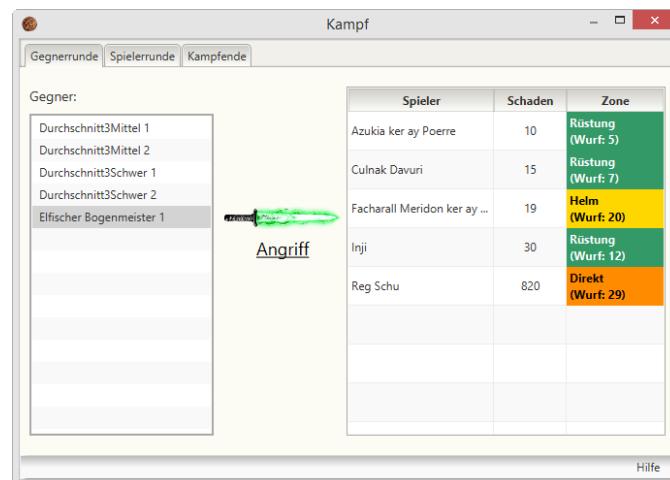 Kampf
Gegnerrunde Spielerrunde Kampfende
Gegner:
Durchschnitt3Mittel 1
Durchschnitt3Mittel 2
Durchschnitt3Schwer 1
Durchschnitt3Schwer 2
Elfischer Bogenmeister 1
Angriff
Spieler Schaden Zone
Azukia ker ay Poerre 10 Rüstung
(Wurf: 5)
Culnak Davuri 15 Rüstung
(Wurf: 7)
Facharall Meridon ker ay ... 19 Helm
(Wurf: 20)
Inji 30 Rüstung
(Wurf: 12)
Reg Schu 820 Direkt
(Wurf: 29)
Hilfe